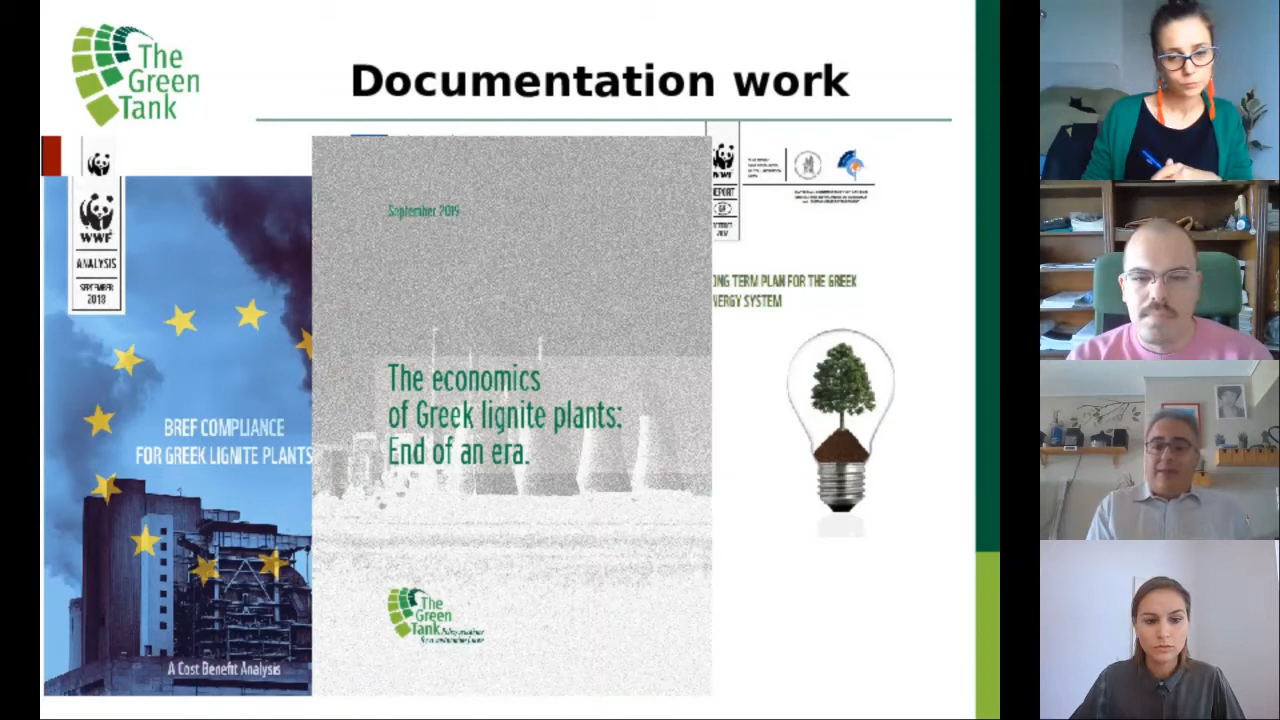 The
Green
Tank
Documentation work
WWF
ANALYSIS
SEPTEMBER
2018
BREF COMPLIANCE
FOR GREEK LIGNITE PLANTS
A Cost Benefit Analysis
September 2019
The economics
of Greek lignite plants:
End of an era.
The
Green
Tank
WWF
2017
TERM PLAN FOR THE GREEK
SYSTEM